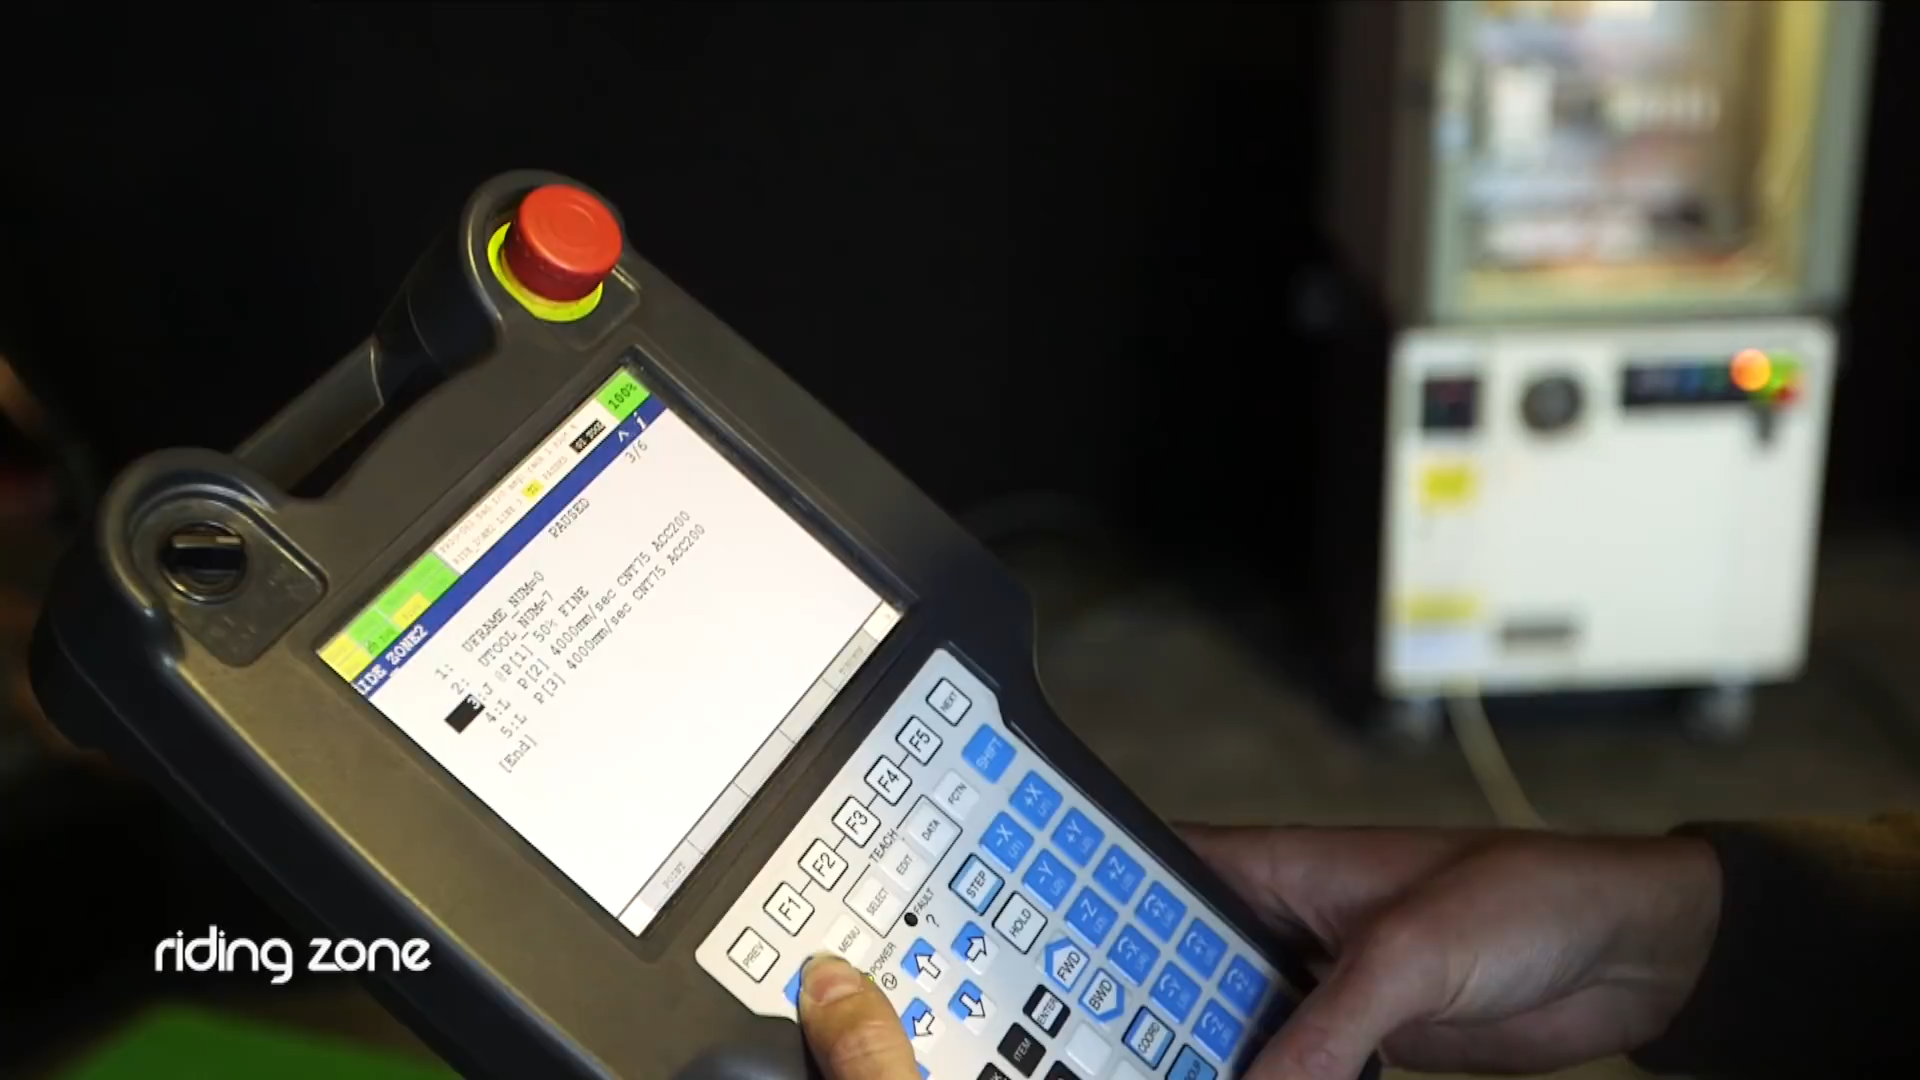 100%
3/6
PAUSED
1: UFRAME_NUM=0
2: UTOOL_NUM=7
3:J @P[1] 50% FINE
4:L P[2] 4000mm/sec CNT75 ACC200
5:L P[3] 4000mm/sec CNT75 ACC200
[End]
POINT
PREV
F1
F2
F3
F4
F5
NEXT
MENU
SELECT
EDIT
DATA
FCTN
TEACH
SHIFT
POWER
FAULT
?
STEP
HOLD
FWD
BWD
COORD
ENTER
ITEM
-X
+X
-Y
+Y
-Z
+Z
-X
+X
-Y
+Y
-Z
+Z
riding zone